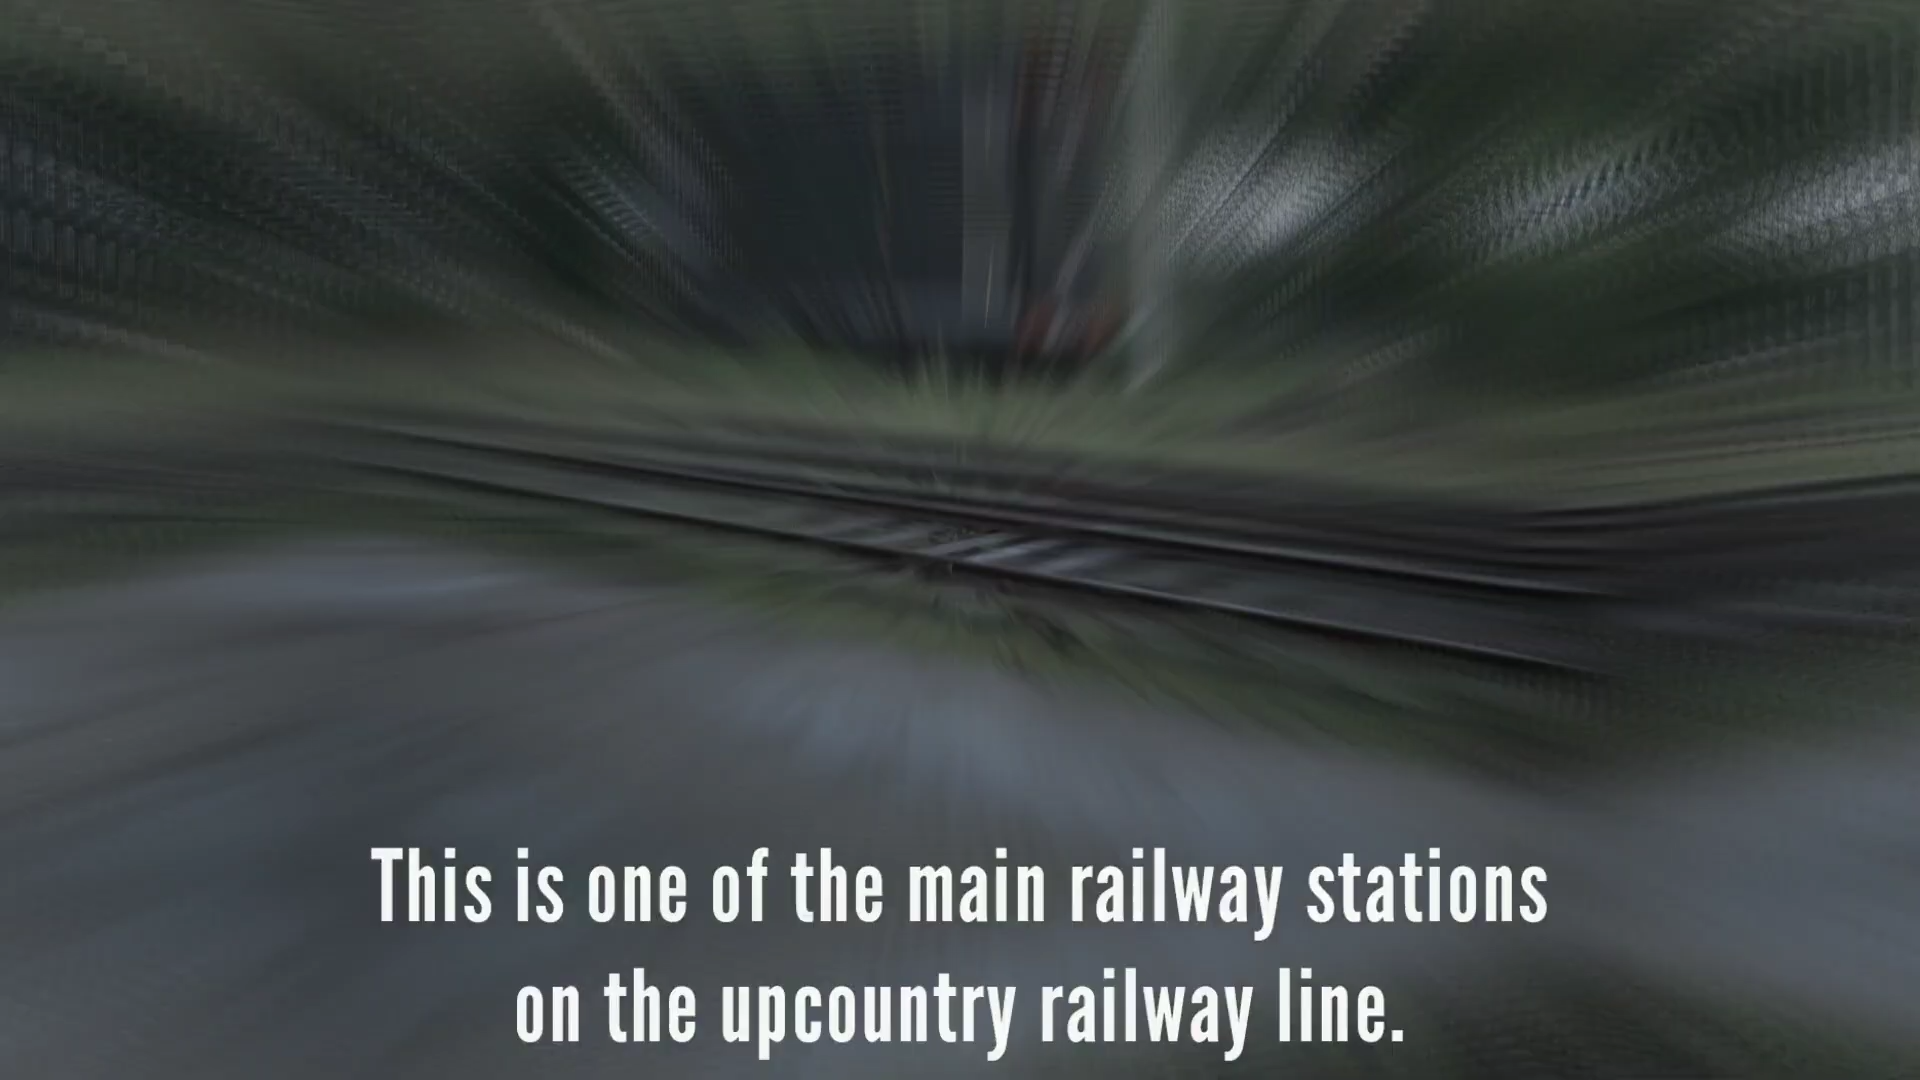 This is one of the main railway stations
on the upcountry railway line.